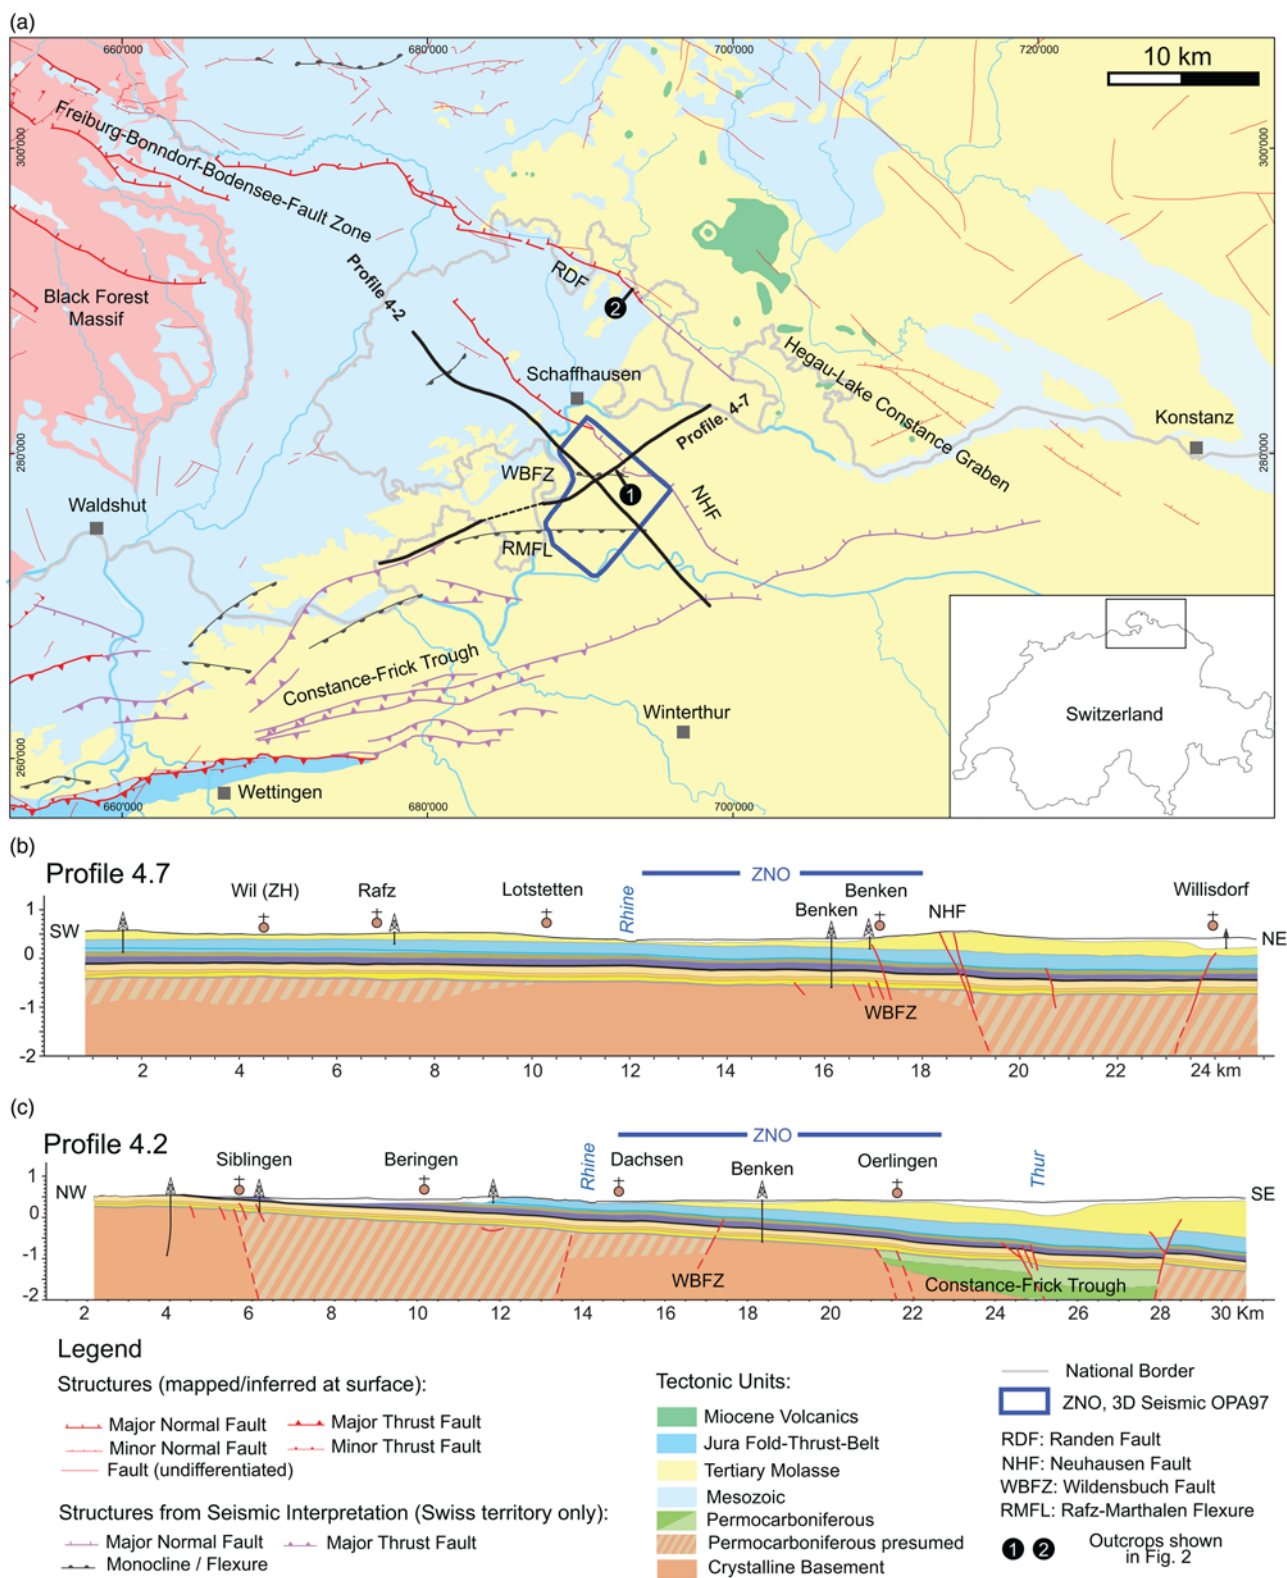 (a)
660'000
680'000
700'000
720'000
10 km
300'000
300'000
Freiburg-Bonndorf-Bodensee-Fault Zone
Profile 4-2
RDF
2
Black Forest
Massif
Hegau-Lake Constance Graben
Schaffhausen
Konstanz
Profile. 4-7
280'000
280'000
WBFZ
1
NHF
Waldshut
RMFL
Constance-Frick Trough
Winterthur
Switzerland
260'000
Wettingen
660'000
680'000
700'000
(b)
Profile 4.7
ZNO
Wil (ZH)
Rafz
Lotstetten
Rhine
Benken
Benken
NHF
Willisdorf
1
SW
NE
0
-1
WBFZ
-2
2 4 6 8 10 12 14 16 18 20 22 24 km
(c)
Profile 4.2
ZNO
Siblingen
Beringen
Rhine
Dachsen
Benken
Oerlingen
Thur
1
NW
SE
0
-1
WBFZ
Constance-Frick Trough
-2
2 4 6 8 10 12 14 16 18 20 22 24 26 28 30 Km
Legend
Structures (mapped/inferred at surface):
Major Normal Fault
Major Thrust Fault
Minor Normal Fault
Minor Thrust Fault
Fault (undifferentiated)
Structures from Seismic Interpretation (Swiss territory only):
Major Normal Fault
Major Thrust Fault
Monocline / Flexure
Tectonic Units:
Miocene Volcanics
Jura Fold-Thrust-Belt
Tertiary Molasse
Mesozoic
Permocarboniferous
Permocarboniferous presumed
Crystalline Basement
National Border
ZNO, 3D Seismic OPA97
RDF: Randen Fault
NHF: Neuhausen Fault
WBFZ: Wildensbuch Fault
RMFL: Rafz-Marthalen Flexure
1 2 Outcrops shown
in Fig. 2